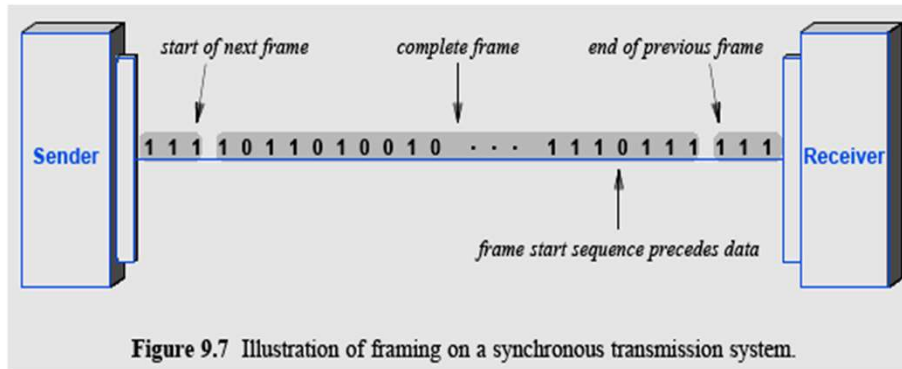 start of next frame
complete frame
end of previous frame
Sender
1 1 1 1 0 1 1 0 1 0 0 1 0 · · · 1 1 1 0 1 1 1 1 1 1
Receiver
frame start sequence precedes data
Figure 9.7 Illustration of framing on a synchronous transmission system.